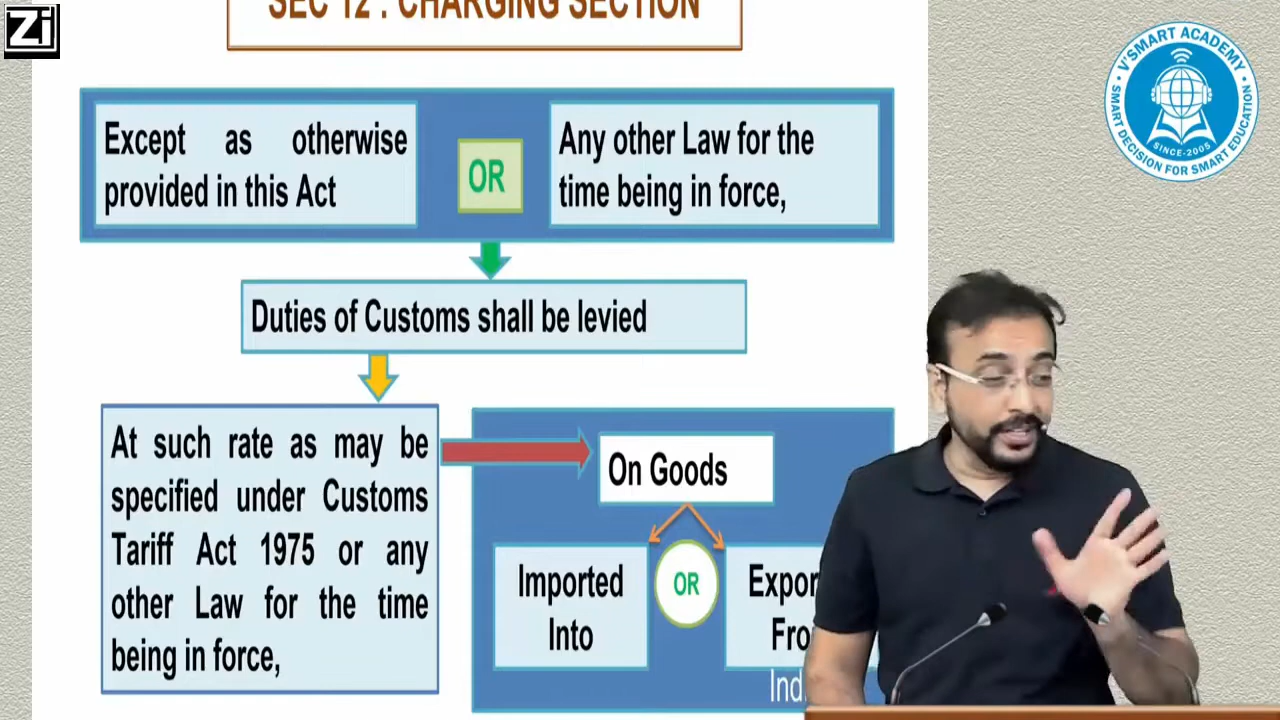 Zi
SEC 12 : CHARGING SECTION
V'SMART ACADEMY
SINCE-2005
SMART DECISION FOR SMART EDUCATION
Except as otherwise
provided in this Act
OR
Any other Law for the
time being in force,
Duties of Customs shall be levied
At such rate as may be
specified under Customs
Tariff Act 1975 or any
other Law for the time
being in force,
On Goods
Imported
Into
OR